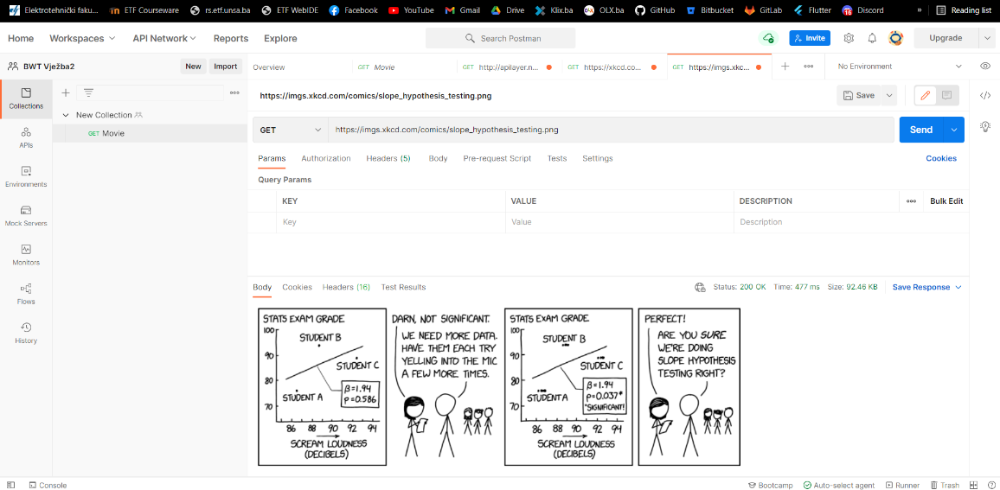 Elektrotehnički faku... ETF Courseware rs.etf.unsa.ba ETF WebIDE Facebook YouTube Gmail Drive Klix.ba OLX.ba GitHub Bitbucket GitLab Flutter Discord » Reading list
Home Workspaces API Network Reports Explore Search Postman Invite Upgrade
BWT Vježba2 New Import
Overview GET Movie GET http://apilayer.n... GET https://xkcd.co... GET https://imgs.xkc... No Environment
Collections
New Collection
GET Movie
APIs
Environments
Mock Servers
Monitors
Flows
History
https://imgs.xkcd.com/comics/slope_hypothesis_testing.png Save
GET https://imgs.xkcd.com/comics/slope_hypothesis_testing.png Send
Params Authorization Headers (5) Body Pre-request Script Tests Settings Cookies
Query Params
KEY VALUE DESCRIPTION Bulk Edit
Key Value Description
Body Cookies Headers (16) Test Results Status: 200 OK Time: 477 ms Size: 92.46 KB Save Response
STATS EXAM GRADE
100
90
80
70
STUDENT B
STUDENT C
STUDENT A
β=1.94
p=0.586
86 88 90 92 94
SCREAM LOUDNESS
(DECIBELS)
DARN, NOT SIGNIFICANT.
WE NEED MORE DATA.
HAVE THEM EACH TRY
YELLING INTO THE MIC
A FEW MORE TIMES.
STATS EXAM GRADE
100
90
80
70
STUDENT B
STUDENT C
STUDENT A
β=1.94
p=0.037*
*SIGNIFICANT!
86 88 90 92 94
SCREAM LOUDNESS
(DECIBELS)
PERFECT!
ARE YOU SURE
WE'RE DOING
SLOPE HYPOTHESIS
TESTING RIGHT?
Console Bootcamp Auto-select agent Runner Trash